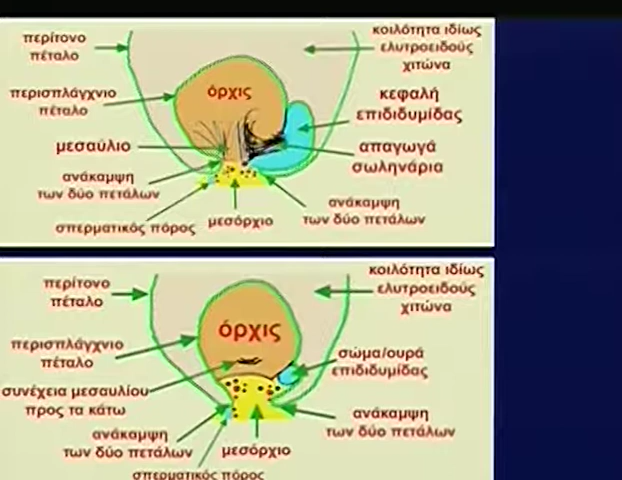 περίτονο
πέταλο
κοιλότητα ιδίως
ελυτροειδούς
χιτώνα
περισπλάγχνιο
πέταλο
όρχις
κεφαλή
επιδιδυμίδας
μεσαύλιο
απαγωγά
σωληνάρια
ανάκαμψη
των δύο πετάλων
ανάκαμψη
των δύο πετάλων
σπερματικός πόρος
μεσόρχιο
περίτονο
πέταλο
κοιλότητα ιδίως
ελυτροειδούς
χιτώνα
όρχις
περισπλάγχνιο
πέταλο
σώμα/ουρά
επιδιδυμίδας
συνέχεια μεσαυλίου
προς τα κάτω
ανάκαμψη
των δύο πετάλων
ανάκαμψη
των δύο πετάλων
μεσόρχιο
σπερματικός πόρος